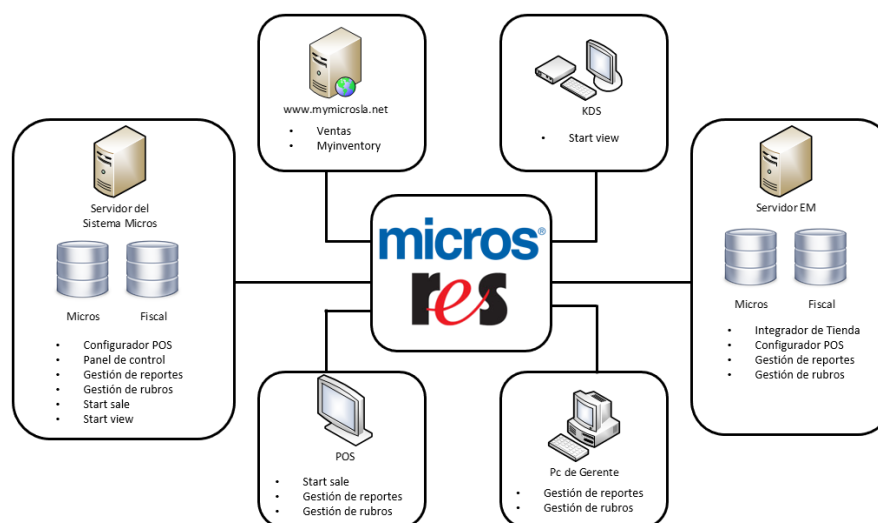 www.mymicrosla.net
• Ventas
• Myinventory
KDS
• Start view
Servidor del
Sistema Micros
Micros
Fiscal
• Configurador POS
• Panel de control
• Gestión de reportes
• Gestión de rubros
• Start sale
• Start view
micros®
res
Servidor EM
Micros
Fiscal
• Integrador de Tienda
• Configurador POS
• Gestión de reportes
• Gestión de rubros
POS
• Start sale
• Gestión de reportes
• Gestión de rubros
Pc de Gerente
• Gestión de reportes
• Gestión de rubros